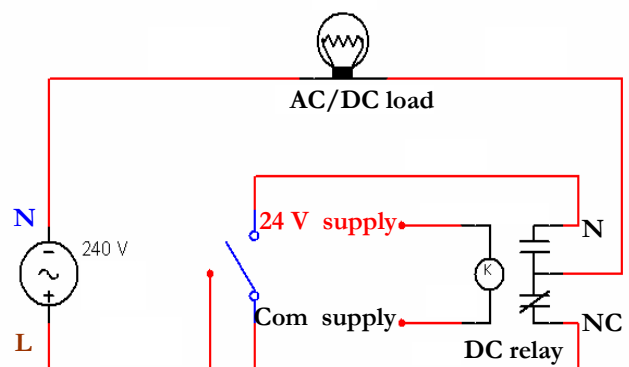 AC/DC load
N
240 V
L
24 V supply
Com supply
K
N
NC
DC relay